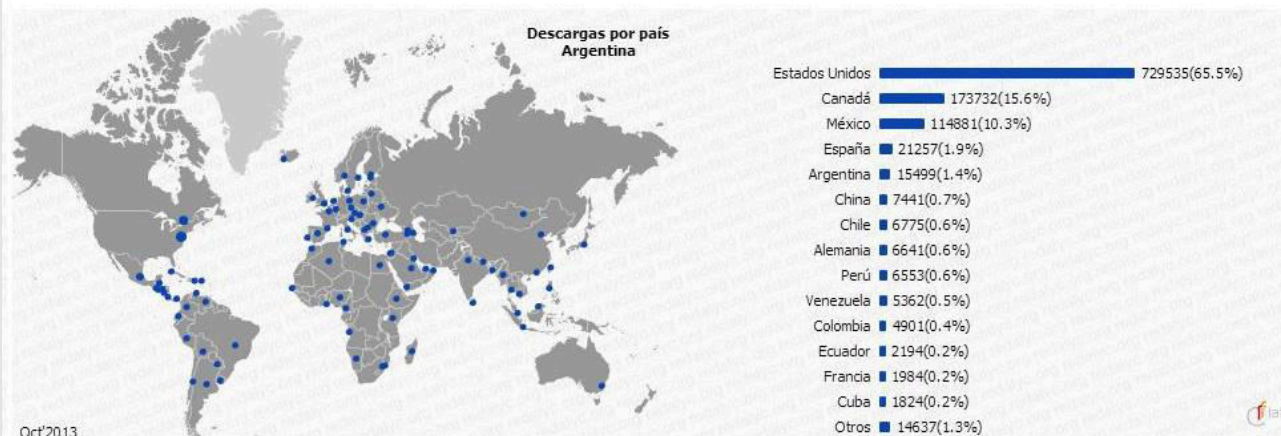 Descargas por país
Argentina
Estados Unidos 729535(65.5%)
Canadá 173732(15.6%)
México 114881(10.3%)
España 21257(1.9%)
Argentina 15499(1.4%)
China 7441(0.7%)
Chile 6775(0.6%)
Alemania 6641(0.6%)
Perú 6553(0.6%)
Venezuela 5362(0.5%)
Colombia 4901(0.4%)
Ecuador 2194(0.2%)
Francia 1984(0.2%)
Cuba 1824(0.2%)
Otros 14637(1.3%)
Oct'2013